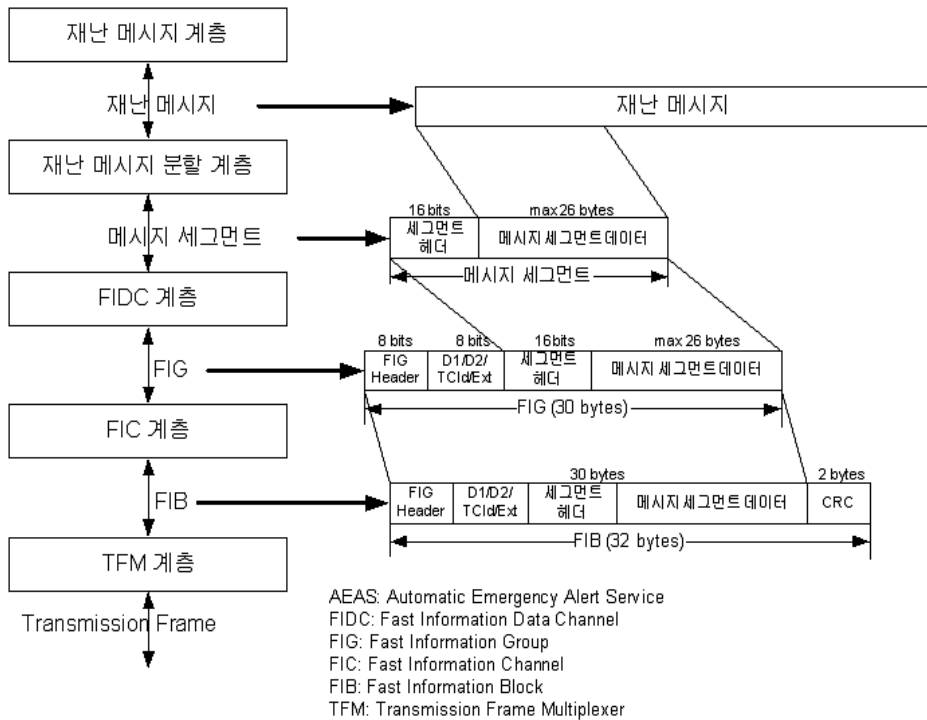 재난 메시지 계층
재난 메시지
재난 메시지
재난 메시지 분할 계층
16 bits
max 26 bytes
세그먼트
헤더
메시지 세그먼트 데이터
메시지 세그먼트
메시지 세그먼트
FIDC 계층
8 bits
8 bits
16 bits
max 26 bytes
FIG
FIG
Header
D1/D2/
TCId/Ext
세그먼트
헤더
메시지 세그먼트 데이터
FIG (30 bytes)
FIC 계층
30 bytes
2 bytes
FIB
FIG
Header
D1/D2/
TCId/Ext
세그먼트
헤더
메시지 세그먼트 데이터
CRC
FIB (32 bytes)
TFM 계층
Transmission Frame
AEAS: Automatic Emergency Alert Service
FIDC: Fast Information Data Channel
FIG: Fast Information Group
FIC: Fast Information Channel
FIB: Fast Information Block
TFM: Transmission Frame Multiplexer